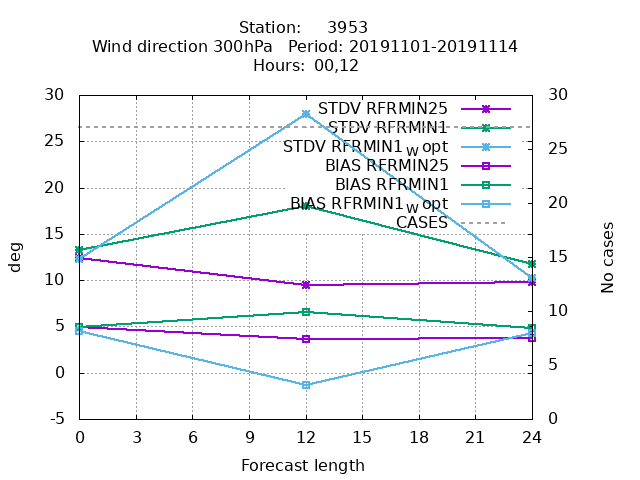 Station: 3953
Wind direction 300hPa Period: 20191101-20191114
Hours: 00,12
30 30
STDV RFRMIN25
STDV RFRMIN1
STDV RFRMIN1_W opt
BIAS RFRMIN25
BIAS RFRMIN1
BIAS RFRMIN1_W opt
CASES
25 25
20 20
15 15
10 10
5 5
0
-5 0
deg
No cases
0 3 6 9 12 15 18 21 24
Forecast length